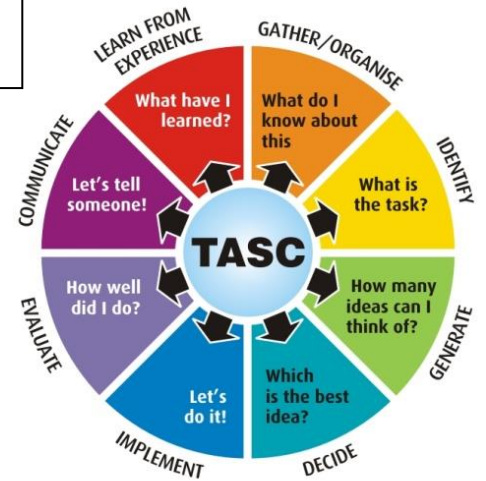 GATHER/ORGANISE
What do I
know about
this
IDENTIFY
What is
the task?
GENERATE
How many
ideas can I
think of?
DECIDE
Which
is the best
idea?
IMPLEMENT
Let's
do it!
EVALUATE
How well
did I do?
COMMUNICATE
Let's tell
someone!
LEARN FROM
EXPERIENCE
What have I
learned?
TASC